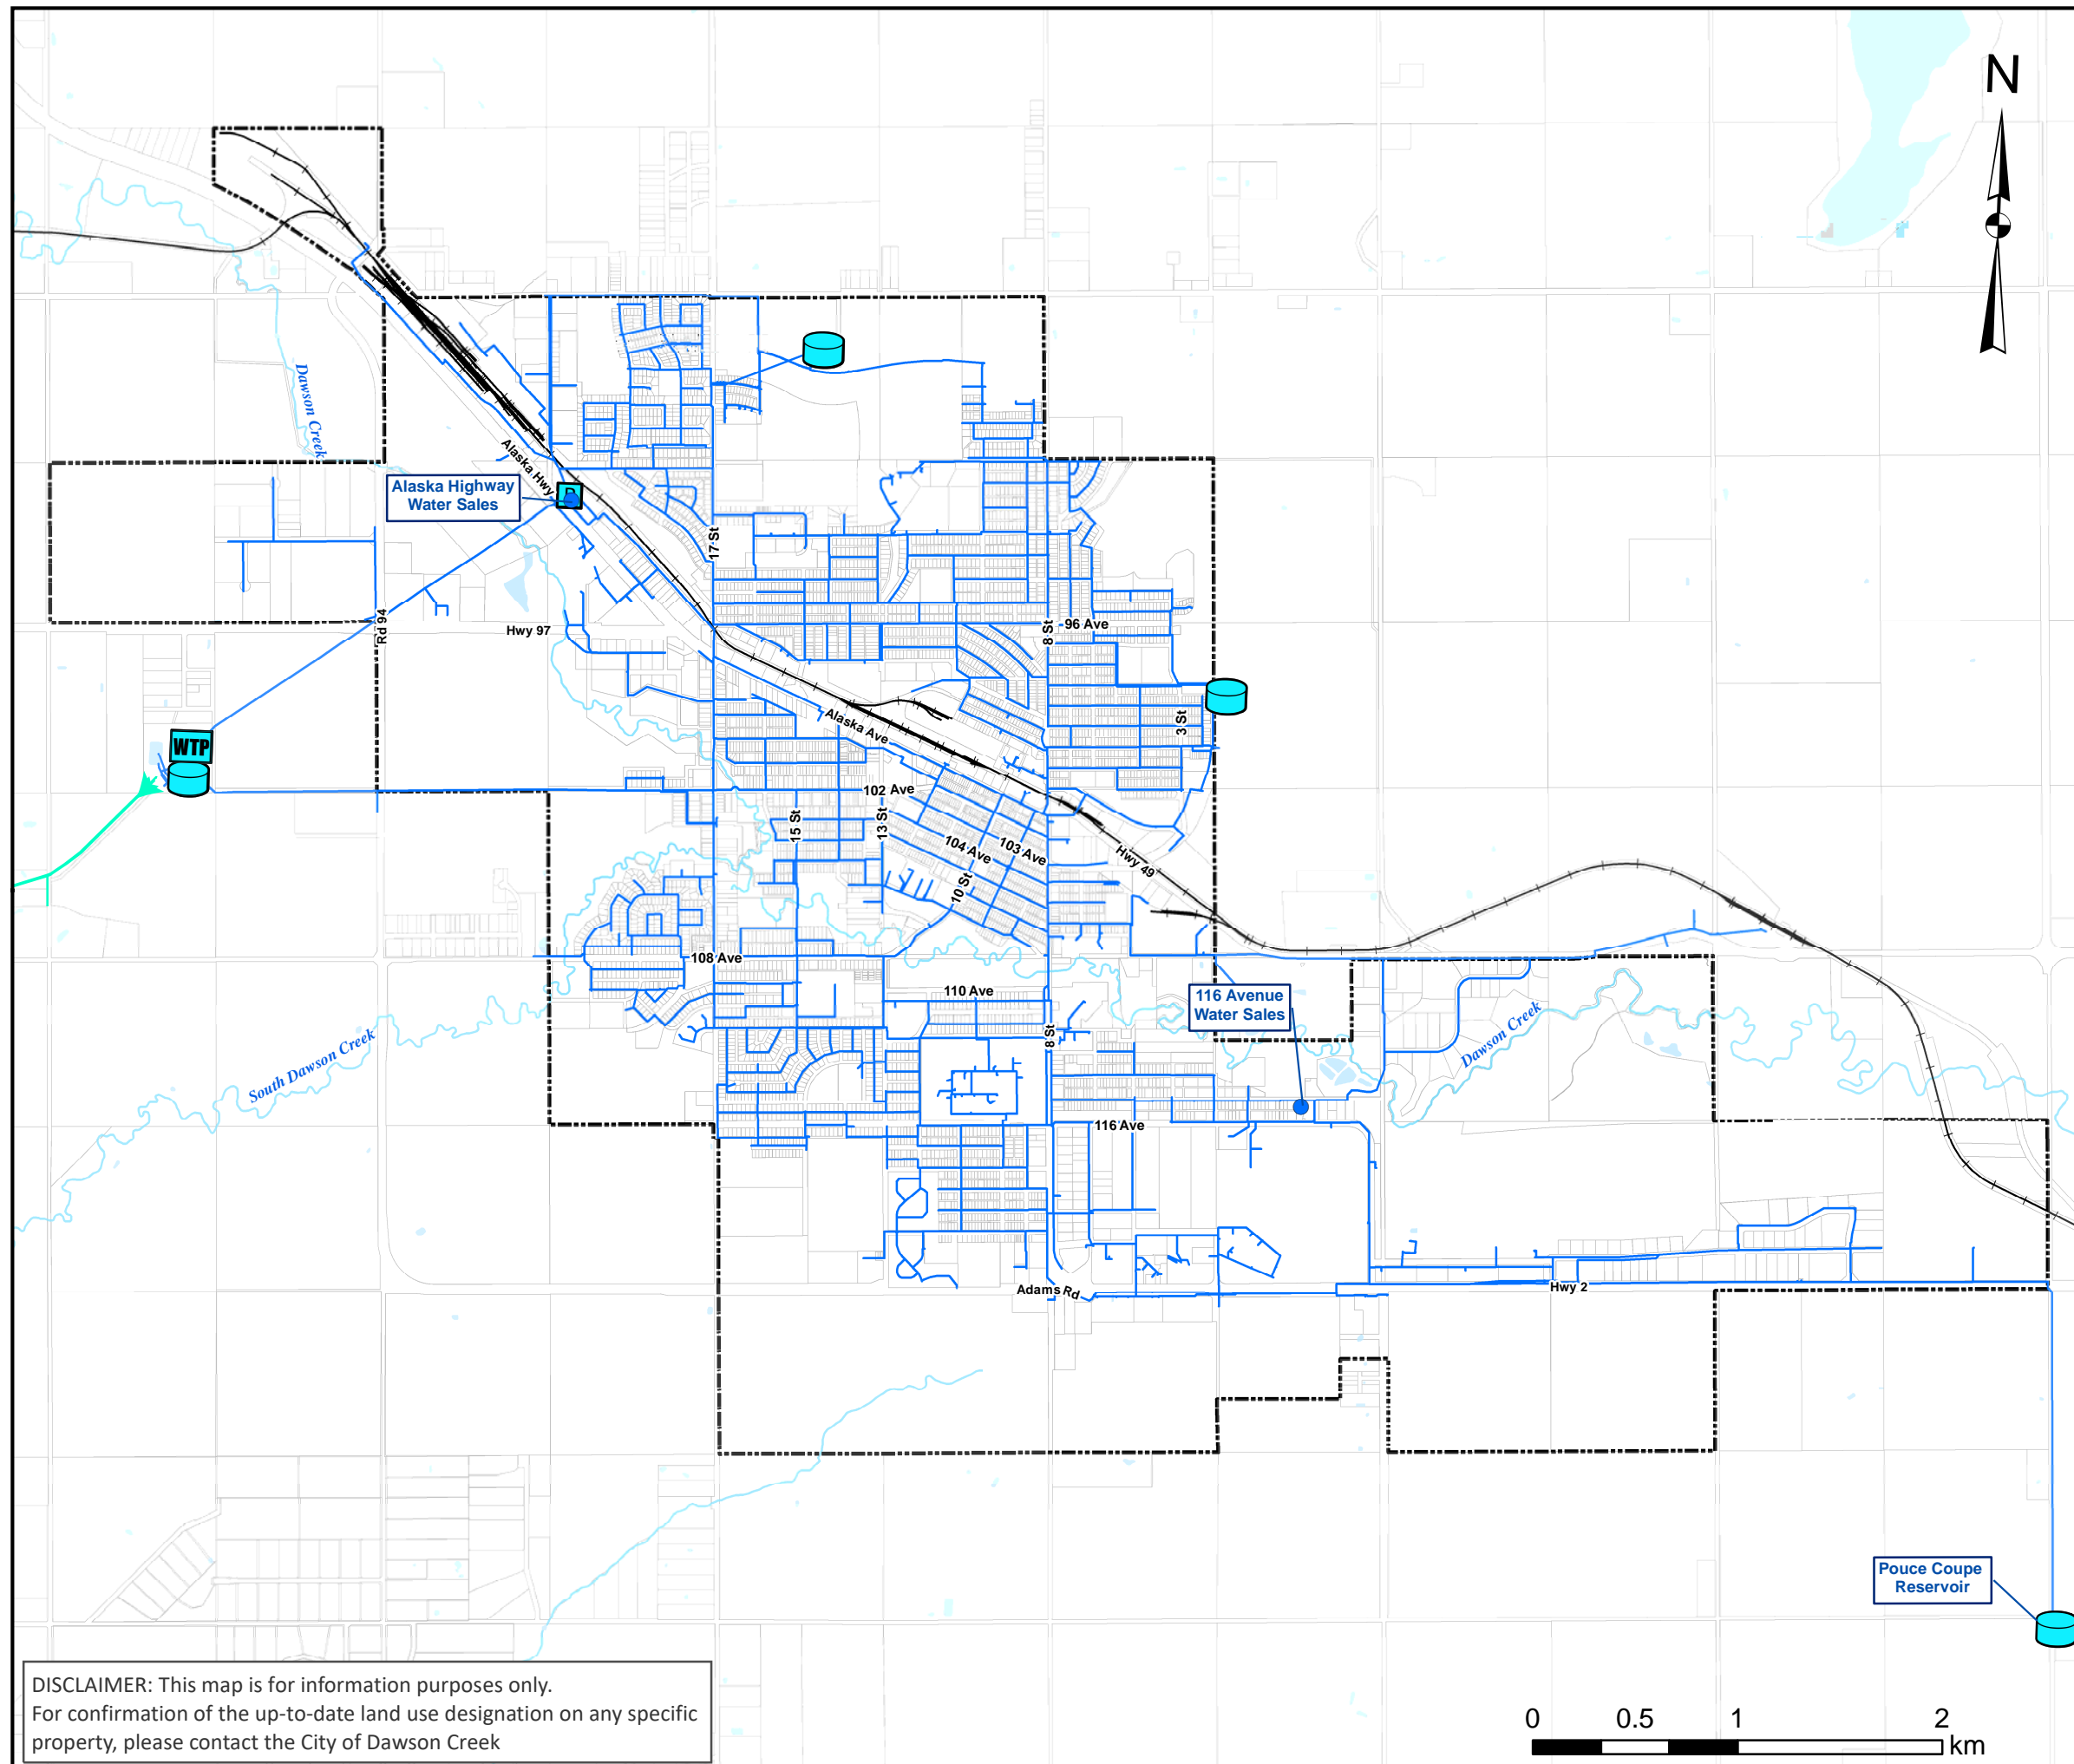 N
Dawson Creek
Alaska Hwy
Alaska Highway
Water Sales
P
17 St
Rd 94
Hwy 97
8 St
96 Ave
3 St
WTP
Alaska Ave
102 Ave
15 St
13 St
104 Ave
103 Ave
10 St
Hwy 49
108 Ave
110 Ave
116 Avenue
Water Sales
8 St
Dawson Creek
South Dawson Creek
116 Ave
Adams Rd
Hwy 2
Pouce Coupe
Reservoir
DISCLAIMER: This map is for information purposes only.
For confirmation of the up-to-date land use designation on any specific
property, please contact the City of Dawson Creek
0 0.5 1 2
km